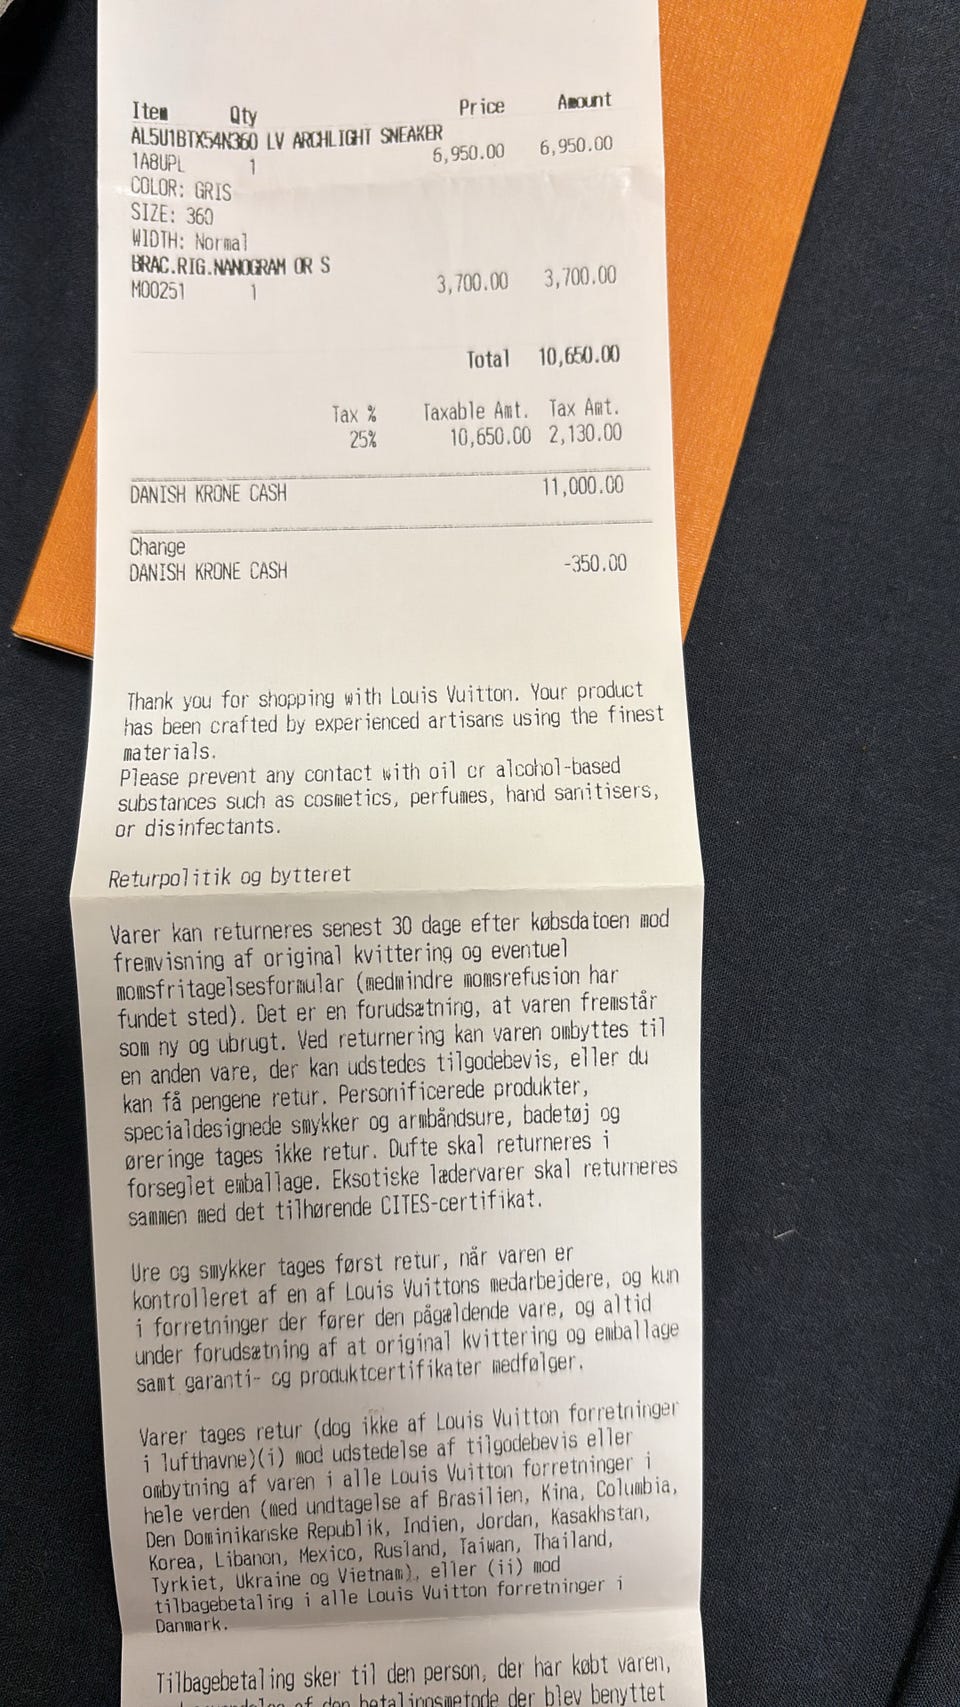 Item Qty Price Amount
AL5U1BTX54N360 LV ARCHLIGHT SNEAKER
1A8UPL 1 6,950.00 6,950.00
COLOR: GRIS
SIZE: 360
WIDTH: Normal
BRAC.RIG.NANOGRAM OR S
M00251 1 3,700.00 3,700.00
Total 10,650.00
Tax % Taxable Amt. Tax Amt.
25% 10,650.00 2,130.00
DANISH KRONE CASH 11,000.00
Change
DANISH KRONE CASH -350.00
Thank you for shopping with Louis Vuitton. Your product
has been crafted by experienced artisans using the finest
materials.
Please prevent any contact with oil or alcohol-based
substances such as cosmetics, perfumes, hand sanitisers,
or disinfectants.
Returpolitik og bytteret
Varer kan returneres senest 30 dage efter købsdatoen mod
fremvisning af original kvittering og eventuel
momsfritagelsesformular (medmindre momsrefusion har
fundet sted). Det er en forudsætning, at varen fremstår
som ny og ubrugt. Ved returnering kan varen ombyttes til
en anden vare, der kan udstedes tilgodebevis, eller du
kan få pengene retur. Personificerede produkter,
specialdesignede smykker og armbåndsure, badetøj og
øreringe tages ikke retur. Dufte skal returneres i
forseglet emballage. Eksotiske lædervarer skal returneres
sammen med det tilhørende CITES-certifikat.
Ure og smykker tages først retur, når varen er
kontrolleret af en af Louis Vuittons medarbejdere, og kun
i forretninger der fører den pågældende vare, og altid
under forudsætning af at original kvittering og emballage
samt garanti- og produktcertifikater medfølger.
Varer tages retur (dog ikke af Louis Vuitton forretninger
i lufthavne)(i) mod udstedelse af tilgodebevis eller
ombytning af varen i alle Louis Vuitton forretninger i
hele verden (med undtagelse af Brasilien, Kina, Columbia,
Den Dominikanske Republik, Indien, Jordan, Kasakhstan,
Korea, Libanon, Mexico, Rusland, Taiwan, Thailand,
Tyrkiet, Ukraine og Vietnam), eller (ii) mod
tilbagebetaling i alle Louis Vuitton forretninger i
Danmark.
Tilbagebetaling sker til den person, der har købt varen,
af den betalingsmetode der blev benyttet